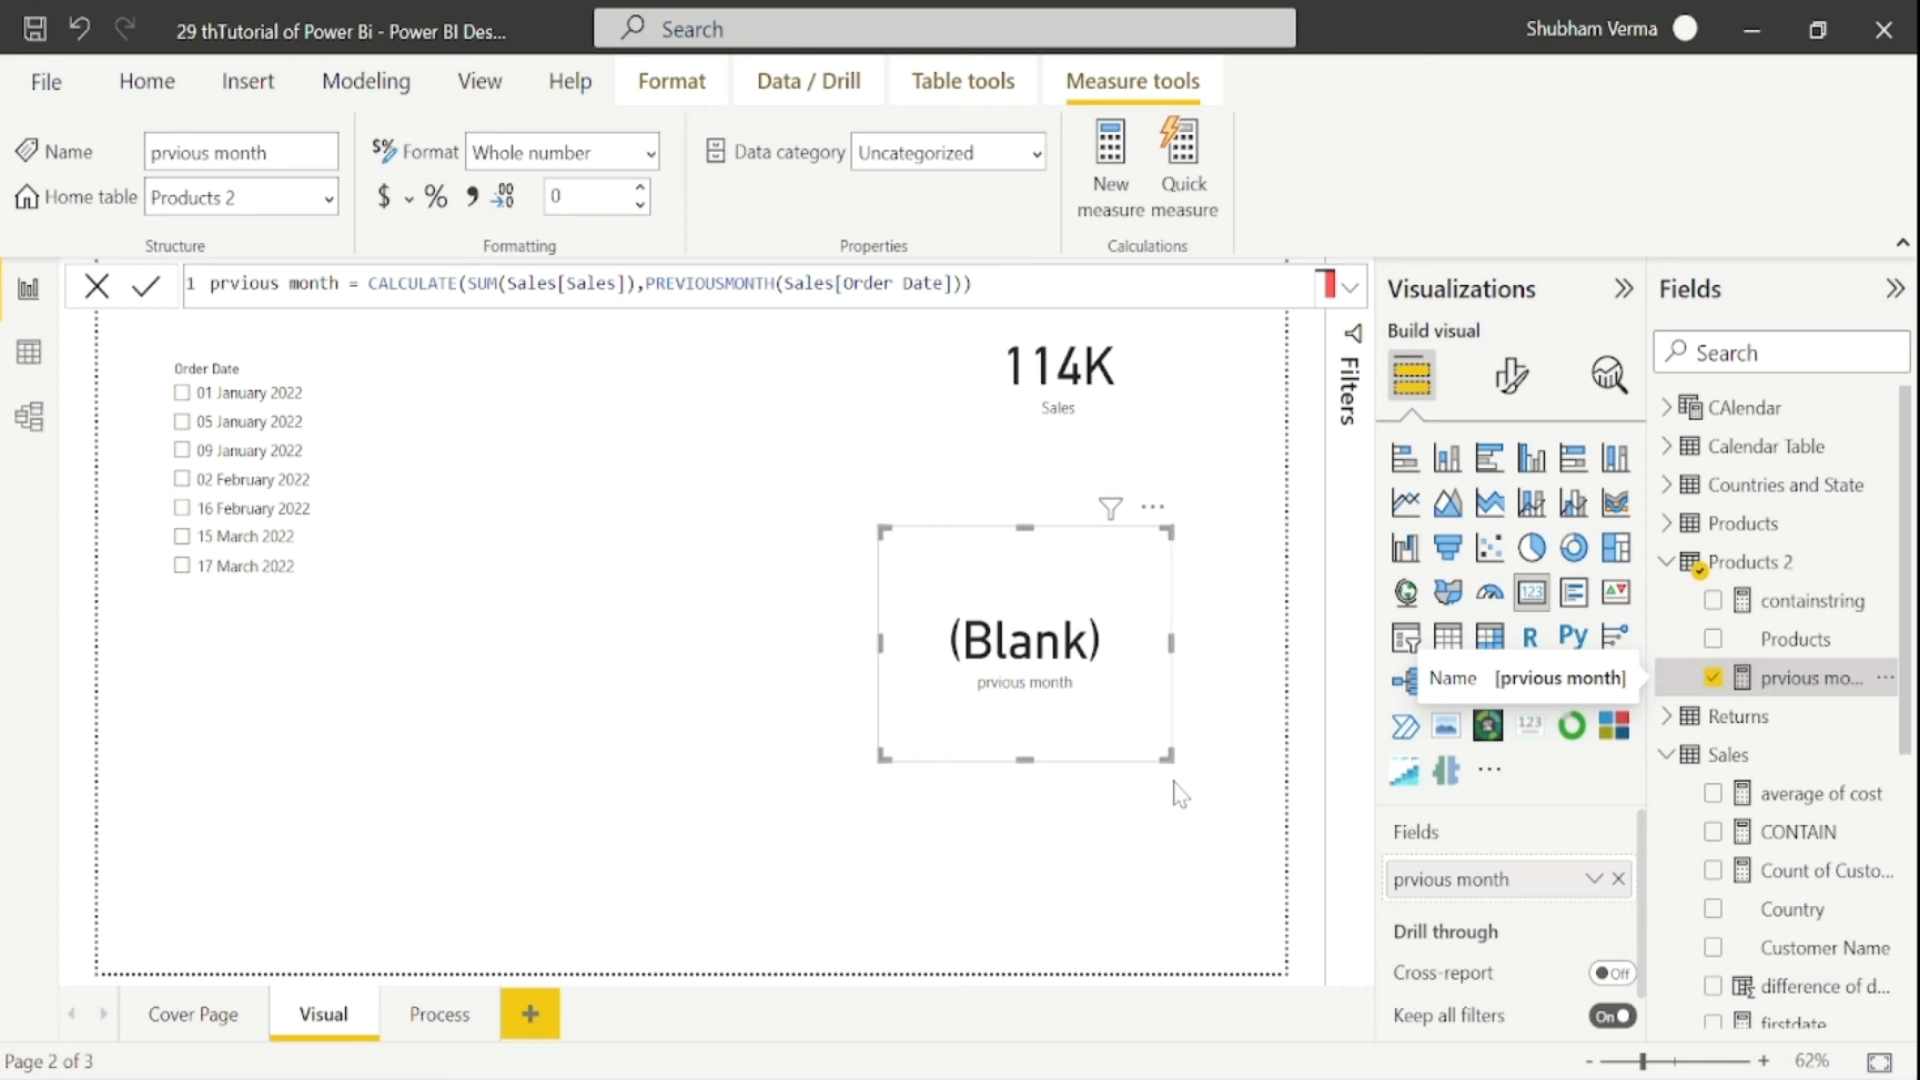 29 thTutorial of Power Bi - Power BI Des...
Search
Shubham Verma
File
Home
Insert
Modeling
View
Help
Format
Data / Drill
Table tools
Measure tools
Name
prvious month
Home table
Products 2
Structure
$% Format
Whole number
$
%
0
Formatting
Data category
Uncategorized
Properties
New measure
Quick measure
Calculations
1 prvious month = CALCULATE(SUM(Sales[Sales]),PREVIOUSMONTH(Sales[Order Date]))
Order Date
01 January 2022
05 January 2022
09 January 2022
02 February 2022
16 February 2022
15 March 2022
17 March 2022
114K
Sales
(Blank)
prvious month
Filters
Visualizations
Build visual
123
R
Py
Name [prvious month]
123
Fields
prvious month
Drill through
Cross-report
Off
Keep all filters
On
Fields
Search
CAlendar
Calendar Table
Countries and State
Products
Products 2
containstring
Products
prvious mo...
Returns
Sales
average of cost
CONTAIN
Count of Custo...
Country
Customer Name
difference of d...
firstdate
Cover Page
Visual
Process
Page 2 of 3
62%